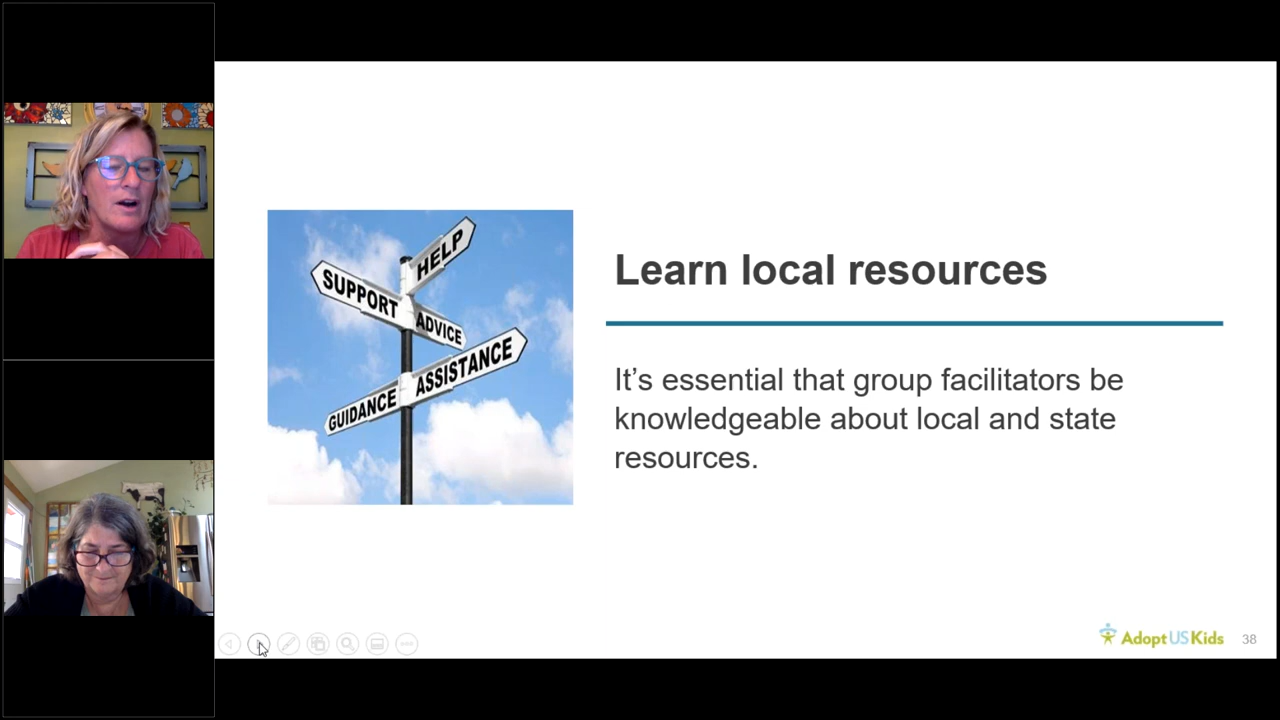 HELP
SUPPORT
ADVICE
ASSISTANCE
GUIDANCE
Learn local resources
It’s essential that group facilitators be
knowledgeable about local and state
resources.
AdoptUSKids
38